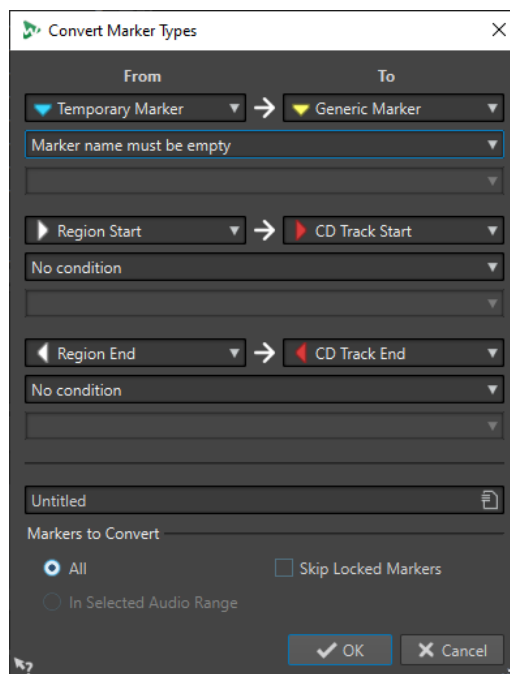 Convert Marker Types
From To
Temporary Marker Generic Marker
Marker name must be empty
Region Start CD Track Start
No condition
Region End CD Track End
No condition
Untitled
Markers to Convert
All Skip Locked Markers
In Selected Audio Range
OK Cancel
?